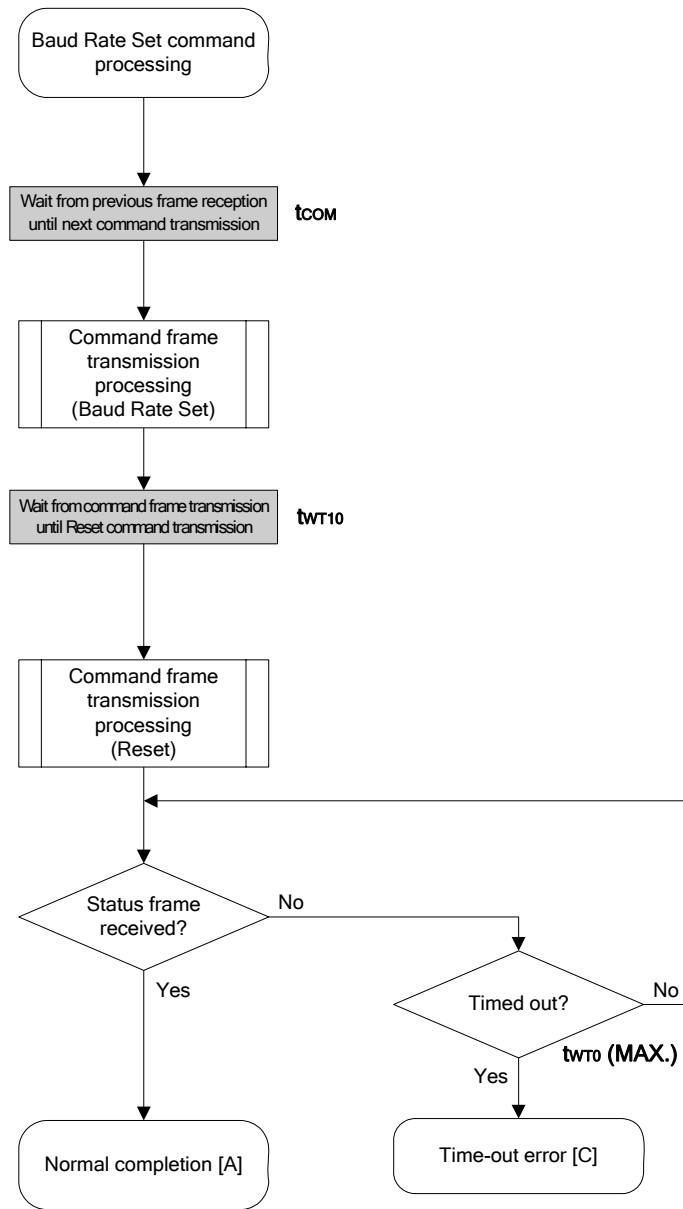 Baud Rate Set command
processing
Wait from previous frame reception
until next command transmission
tCOM
Command frame
transmission
processing
(Baud Rate Set)
Wait from command frame transmission
until Reset command transmission
tWT10
Command frame
transmission
processing
(Reset)
Status frame
received?
No
Yes
Timed out?
No
tWT0 (MAX.)
Yes
Normal completion [A]
Time-out error [C]